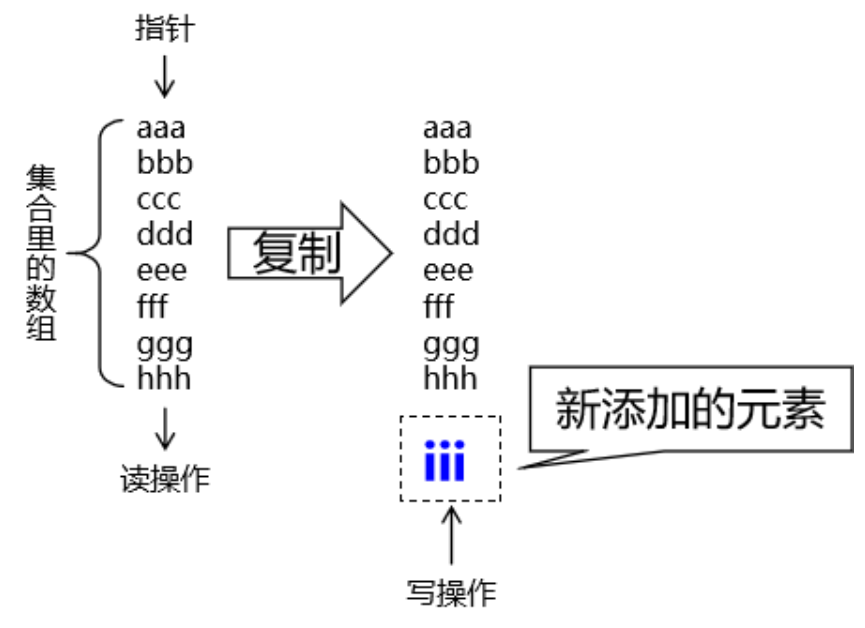 指针
集合里的数组
aaa
bbb
ccc
ddd
eee
fff
ggg
hhh
读操作
复制
aaa
bbb
ccc
ddd
eee
fff
ggg
hhh
iii
新添加的元素
写操作